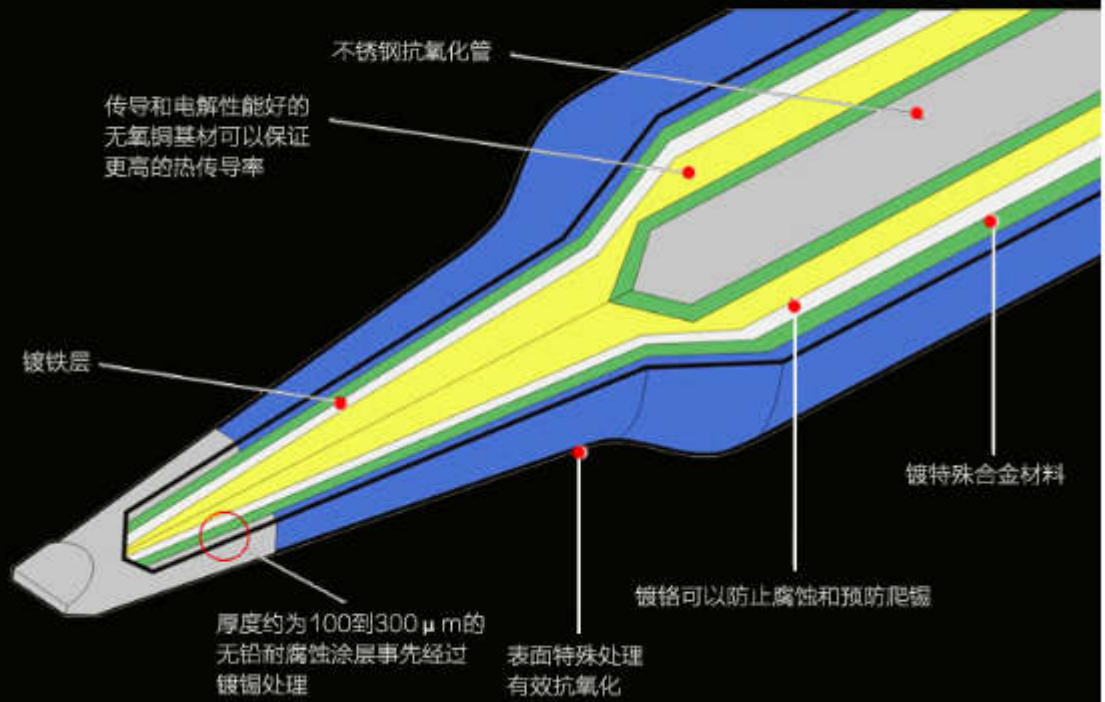 不锈钢抗氧化管
传导和电解性能好的
无氧铜基材可以保证
更高的热传导率
镀铁层
镀特殊合金材料
镀铬可以防止腐蚀和预防爬锡
厚度约为100到300μm的
无铅耐腐蚀涂层事先经过
镀锡处理
表面特殊处理
有效抗氧化